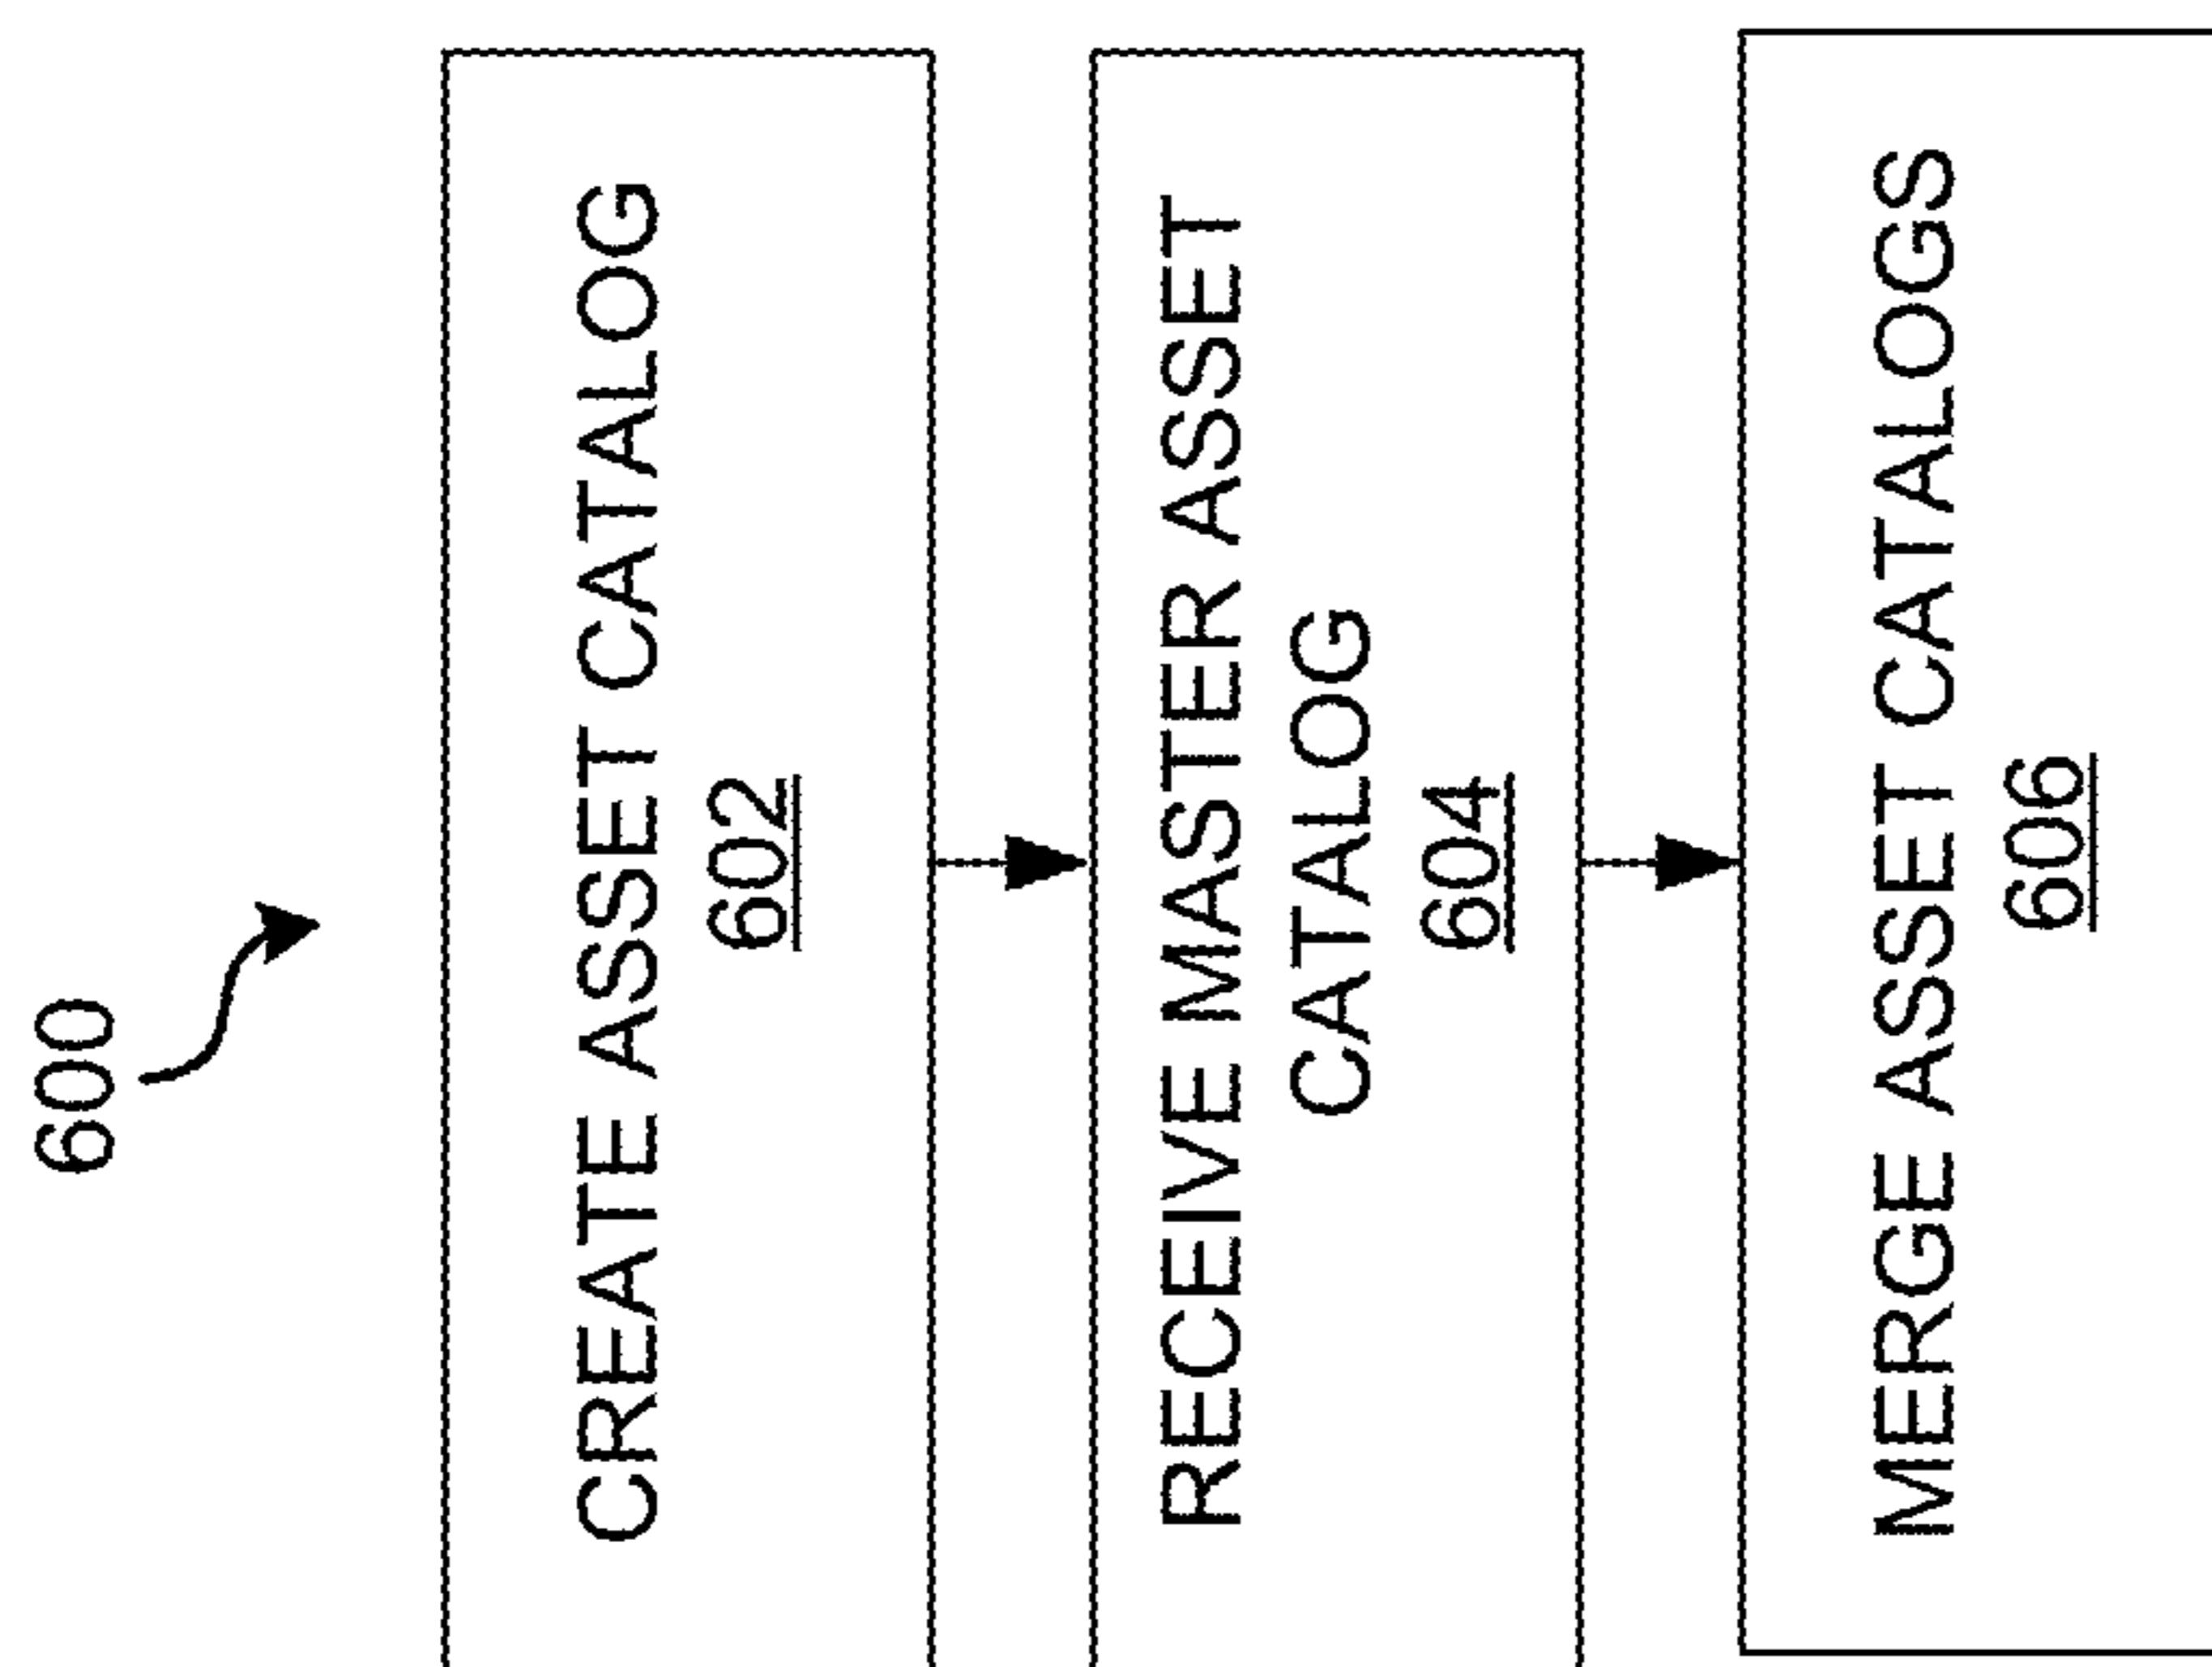 600
CREATE ASSET CATALOG
602
RECEIVE MASTER ASSET
CATALOG
604
MERGE ASSET CATALOGS
606